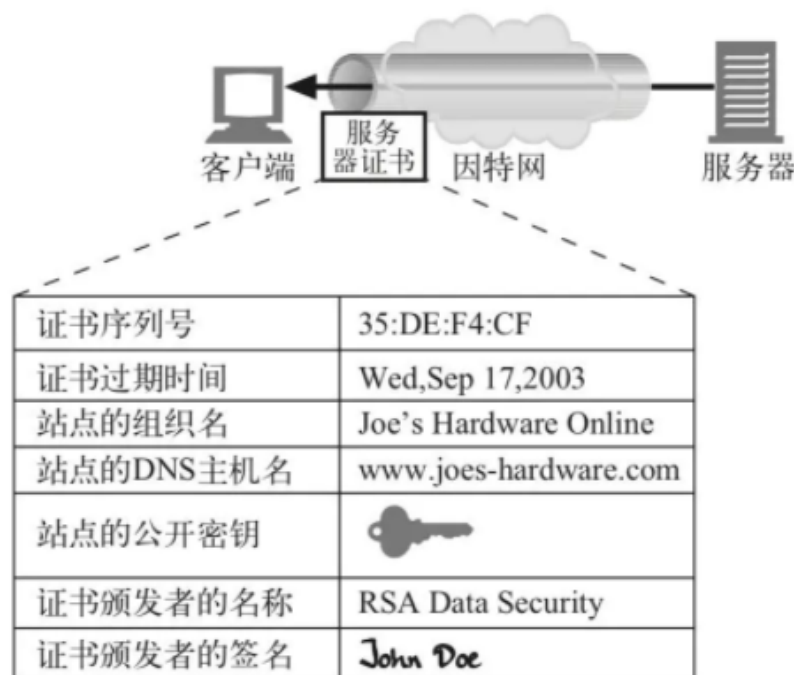 客户端
服务
器证书
因特网
服务器
证书序列号 35:DE:F4:CF
证书过期时间 Wed,Sep 17,2003
站点的组织名 Joe's Hardware Online
站点的DNS主机名 www.joes-hardware.com
站点的公开密钥
证书颁发者的名称 RSA Data Security
证书颁发者的签名 John Doe